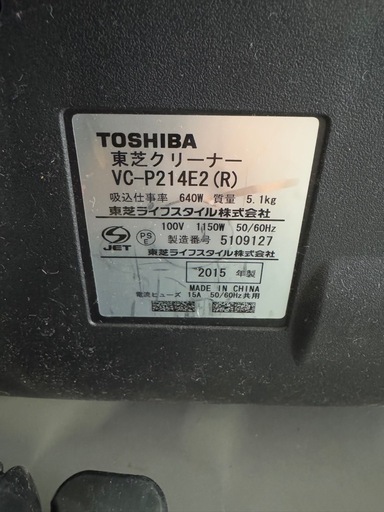 TOSHIBA
東芝クリーナー
VC-P214E2(R)
吸込仕事率 640W 質量 5.1kg
東芝ライフスタイル株式会社
100V 1150W 50/60Hz
JET
PS
E
製造番号 5109127
東芝ライフスタイル株式会社
2015 年製
MADE IN CHINA
電流ヒューズ 15A 50/60Hz共用